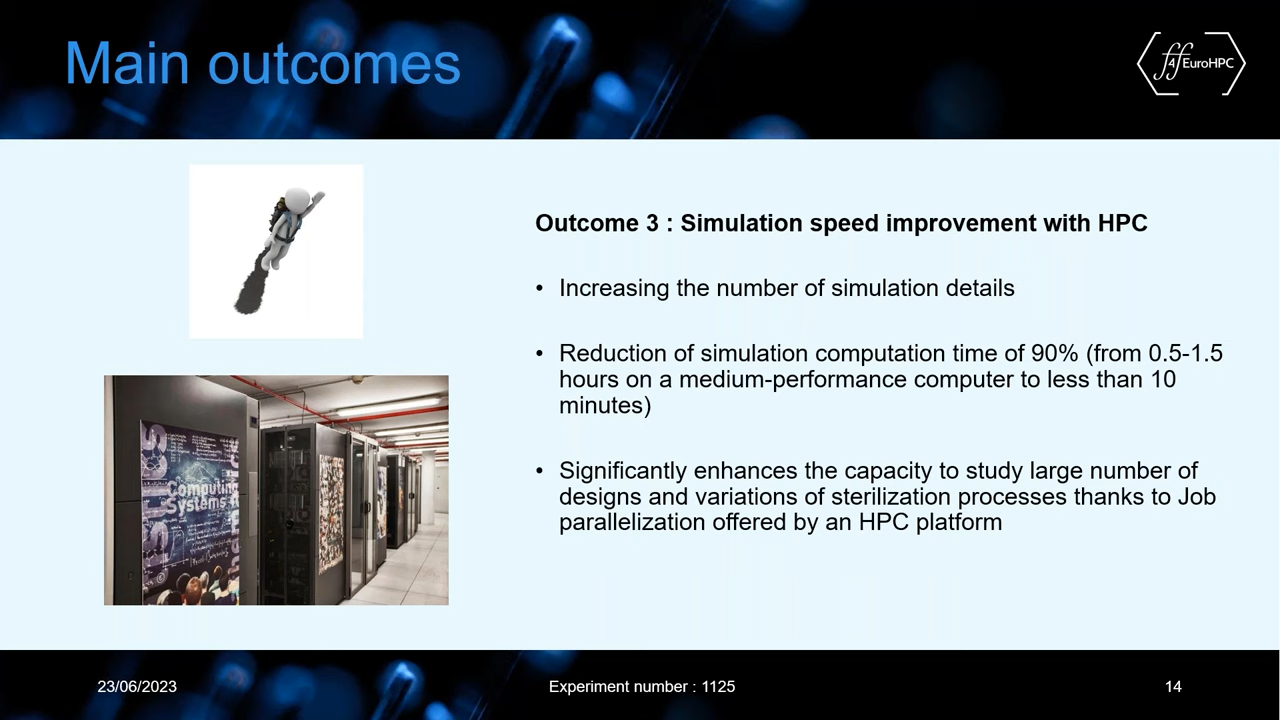 Main outcomes
ff4EuroHPC
Outcome 3 : Simulation speed improvement with HPC
• Increasing the number of simulation details
• Reduction of simulation computation time of 90% (from 0.5-1.5
hours on a medium-performance computer to less than 10
minutes)
• Significantly enhances the capacity to study large number of
designs and variations of sterilization processes thanks to Job
parallelization offered by an HPC platform
Computing
Systems
23/06/2023
Experiment number : 1125
14